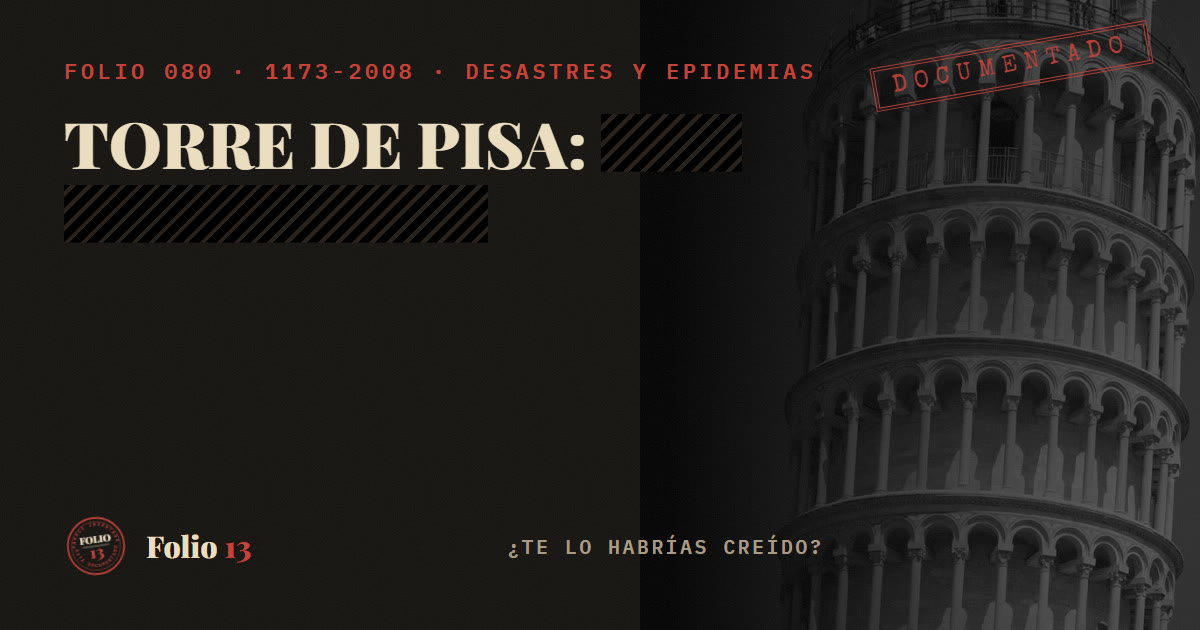 FOLIO 080 · 1173-2008 · DESASTRES Y EPIDEMIAS
DOCUMENTADO
TORRE DE PISA:
FOLIO
13
Folio 13
¿TE LO HABRÍAS CREÍDO?